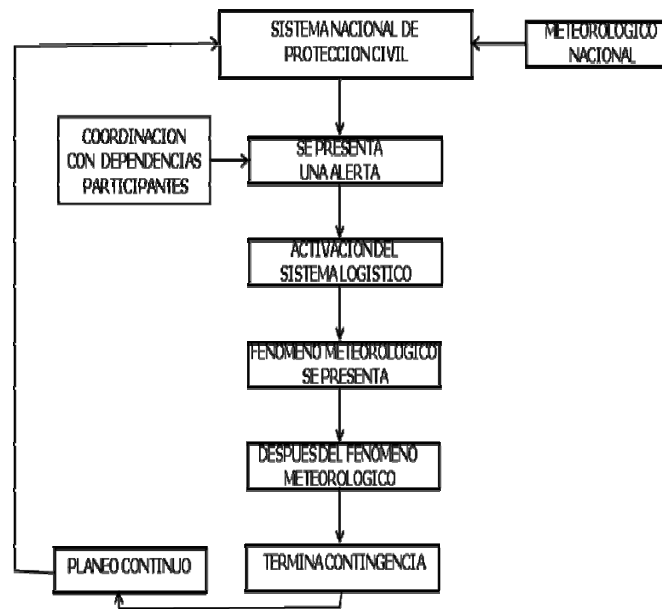 SISTEMA NACIONAL DE
PROTECCION CIVIL
METEOROLOGICO
NACIONAL
COORDINACION
CON DEPENDENCIAS
PARTICIPANTES
SE PRESENTA
UNA ALERTA
ACTIVACION DEL
SISTEMA LOGISTICO
FENOMENO METEOROLOGICO
SE PRESENTA
DESPUES DEL FENOMENO
METEOROLOGICO
PLANEO CONTINUO
TERMINA CONTINGENCIA